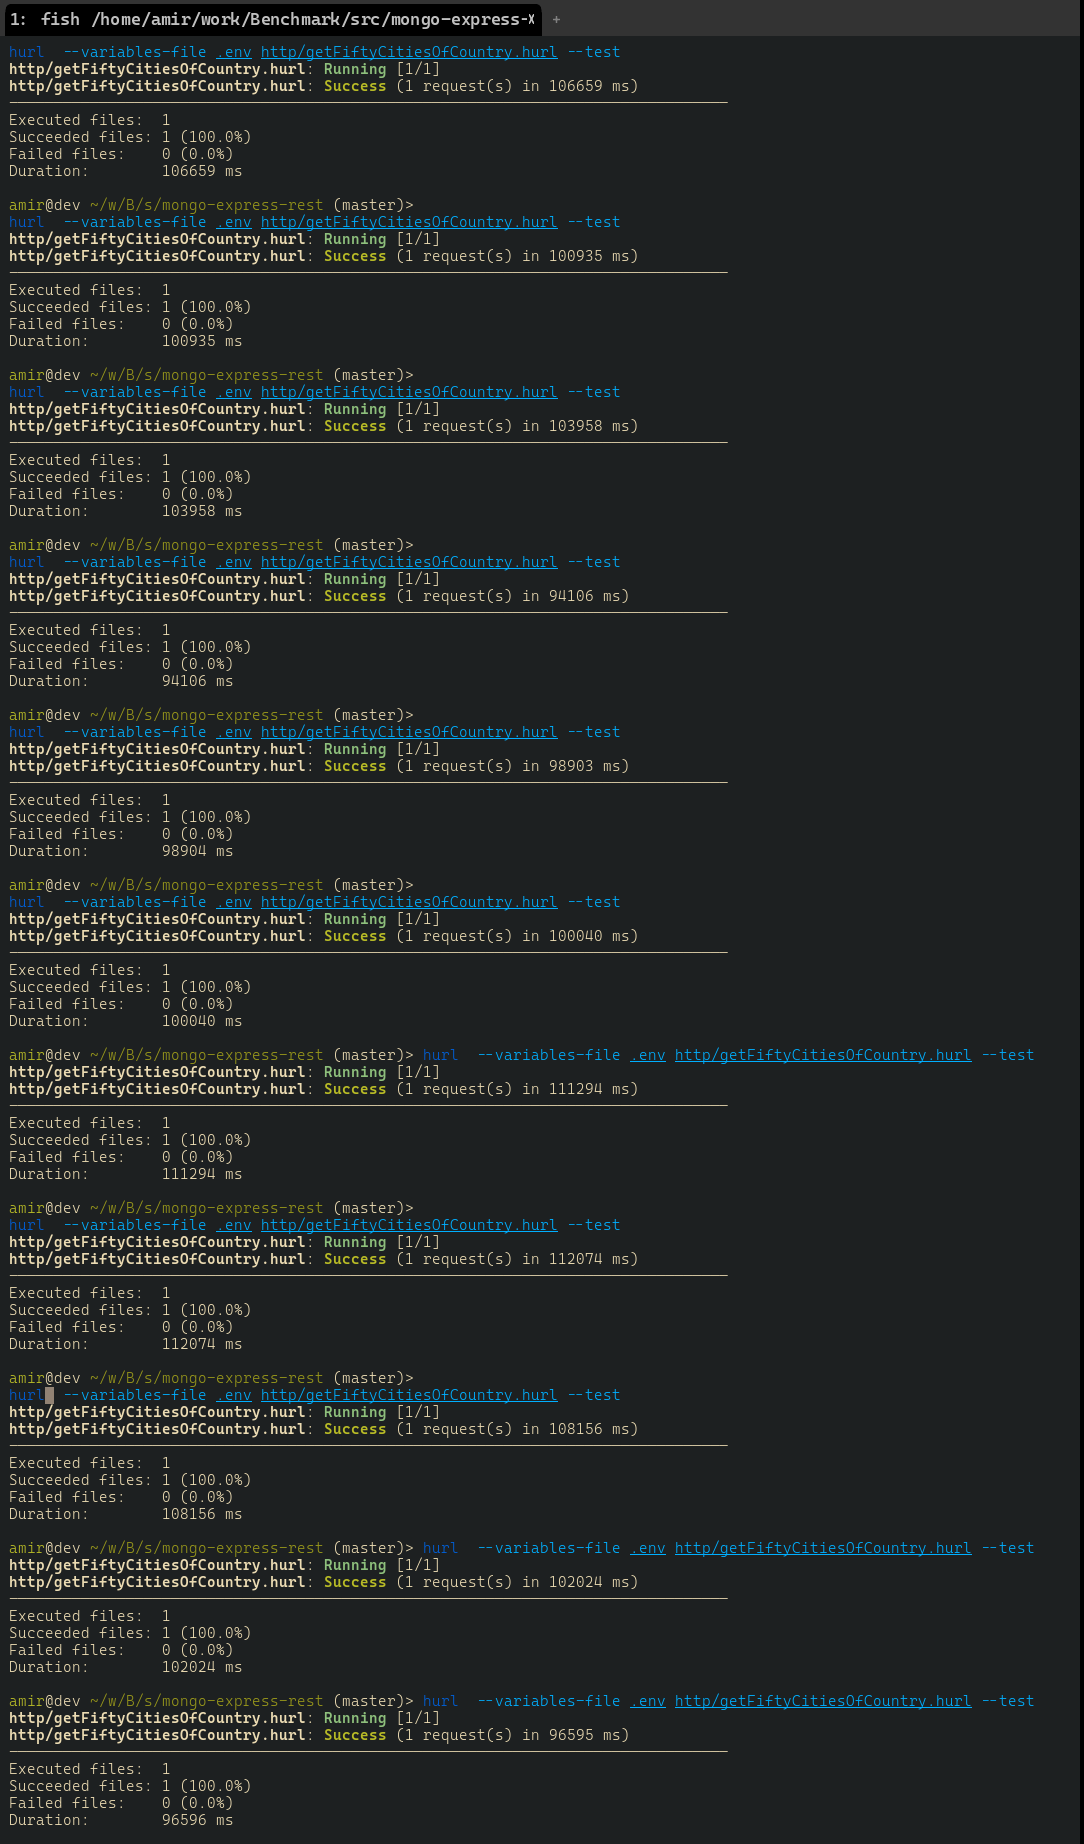 1: fish /home/amir/work/Benchmark/src/mongo-express-x +
hurl  --variables-file .env http/getFiftyCitiesOfCountry.hurl --test
http/getFiftyCitiesOfCountry.hurl: Running [1/1]
http/getFiftyCitiesOfCountry.hurl: Success (1 request(s) in 106659 ms)
Executed files:  1
Succeeded files: 1 (100.0%)
Failed files:    0 (0.0%)
Duration:        106659 ms
amir@dev ~/w/B/s/mongo-express-rest (master)>
hurl  --variables-file .env http/getFiftyCitiesOfCountry.hurl --test
http/getFiftyCitiesOfCountry.hurl: Running [1/1]
http/getFiftyCitiesOfCountry.hurl: Success (1 request(s) in 100935 ms)
Executed files:  1
Succeeded files: 1 (100.0%)
Failed files:    0 (0.0%)
Duration:        100935 ms
amir@dev ~/w/B/s/mongo-express-rest (master)>
hurl  --variables-file .env http/getFiftyCitiesOfCountry.hurl --test
http/getFiftyCitiesOfCountry.hurl: Running [1/1]
http/getFiftyCitiesOfCountry.hurl: Success (1 request(s) in 103958 ms)
Executed files:  1
Succeeded files: 1 (100.0%)
Failed files:    0 (0.0%)
Duration:        103958 ms
amir@dev ~/w/B/s/mongo-express-rest (master)>
hurl  --variables-file .env http/getFiftyCitiesOfCountry.hurl --test
http/getFiftyCitiesOfCountry.hurl: Running [1/1]
http/getFiftyCitiesOfCountry.hurl: Success (1 request(s) in 94106 ms)
Executed files:  1
Succeeded files: 1 (100.0%)
Failed files:    0 (0.0%)
Duration:        94106 ms
amir@dev ~/w/B/s/mongo-express-rest (master)>
hurl  --variables-file .env http/getFiftyCitiesOfCountry.hurl --test
http/getFiftyCitiesOfCountry.hurl: Running [1/1]
http/getFiftyCitiesOfCountry.hurl: Success (1 request(s) in 98903 ms)
Executed files:  1
Succeeded files: 1 (100.0%)
Failed files:    0 (0.0%)
Duration:        98904 ms
amir@dev ~/w/B/s/mongo-express-rest (master)>
hurl  --variables-file .env http/getFiftyCitiesOfCountry.hurl --test
http/getFiftyCitiesOfCountry.hurl: Running [1/1]
http/getFiftyCitiesOfCountry.hurl: Success (1 request(s) in 100040 ms)
Executed files:  1
Succeeded files: 1 (100.0%)
Failed files:    0 (0.0%)
Duration:        100040 ms
amir@dev ~/w/B/s/mongo-express-rest (master)> hurl  --variables-file .env http/getFiftyCitiesOfCountry.hurl --test
http/getFiftyCitiesOfCountry.hurl: Running [1/1]
http/getFiftyCitiesOfCountry.hurl: Success (1 request(s) in 111294 ms)
Executed files:  1
Succeeded files: 1 (100.0%)
Failed files:    0 (0.0%)
Duration:        111294 ms
amir@dev ~/w/B/s/mongo-express-rest (master)>
hurl  --variables-file .env http/getFiftyCitiesOfCountry.hurl --test
http/getFiftyCitiesOfCountry.hurl: Running [1/1]
http/getFiftyCitiesOfCountry.hurl: Success (1 request(s) in 112074 ms)
Executed files:  1
Succeeded files: 1 (100.0%)
Failed files:    0 (0.0%)
Duration:        112074 ms
amir@dev ~/w/B/s/mongo-express-rest (master)>
hurl  --variables-file .env http/getFiftyCitiesOfCountry.hurl --test
http/getFiftyCitiesOfCountry.hurl: Running [1/1]
http/getFiftyCitiesOfCountry.hurl: Success (1 request(s) in 108156 ms)
Executed files:  1
Succeeded files: 1 (100.0%)
Failed files:    0 (0.0%)
Duration:        108156 ms
amir@dev ~/w/B/s/mongo-express-rest (master)> hurl  --variables-file .env http/getFiftyCitiesOfCountry.hurl --test
http/getFiftyCitiesOfCountry.hurl: Running [1/1]
http/getFiftyCitiesOfCountry.hurl: Success (1 request(s) in 102024 ms)
Executed files:  1
Succeeded files: 1 (100.0%)
Failed files:    0 (0.0%)
Duration:        102024 ms
amir@dev ~/w/B/s/mongo-express-rest (master)> hurl  --variables-file .env http/getFiftyCitiesOfCountry.hurl --test
http/getFiftyCitiesOfCountry.hurl: Running [1/1]
http/getFiftyCitiesOfCountry.hurl: Success (1 request(s) in 96595 ms)
Executed files:  1
Succeeded files: 1 (100.0%)
Failed files:    0 (0.0%)
Duration:        96596 ms